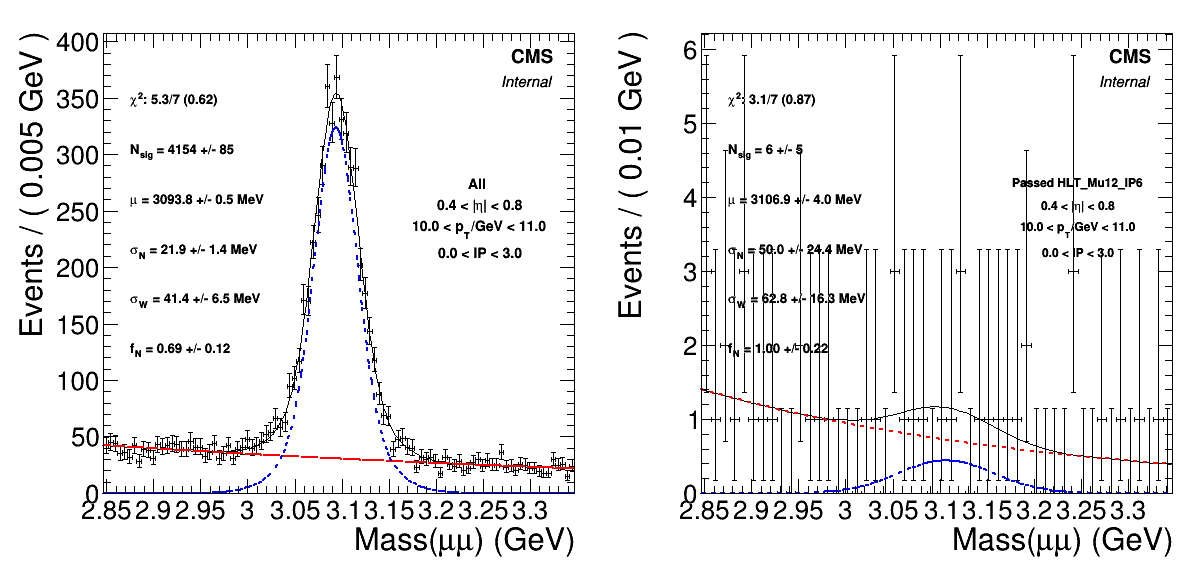 Events / ( 0.005 GeV )
400
350
300
250
200
150
100
50
0
CMS
Internal
χ²: 5.3/7 (0.62)
N_sig = 4154 +/- 85
μ = 3093.8 +/- 0.5 MeV
σ_N = 21.9 +/- 1.4 MeV
σ_W = 41.4 +/- 6.5 MeV
f_N = 0.69 +/- 0.12
All
0.4 < |η| < 0.8
10.0 < p_T/GeV < 11.0
0.0 < IP < 3.0
2.85 2.9 2.95 3 3.05 3.1 3.15 3.2 3.25 3.3
Mass(μμ) (GeV)
Events / ( 0.01 GeV )
6
5
4
3
2
1
0
CMS
Internal
χ²: 3.1/7 (0.87)
N_sig = 6 +/- 5
μ = 3106.9 +/- 4.0 MeV
σ_N = 50.0 +/- 24.4 MeV
σ_W = 62.8 +/- 16.3 MeV
f_N = 1.00 +/- 0.22
Passed HLT_Mu12_IP6
0.4 < |η| < 0.8
10.0 < p_T/GeV < 11.0
0.0 < IP < 3.0
2.85 2.9 2.95 3 3.05 3.1 3.15 3.2 3.25 3.3
Mass(μμ) (GeV)